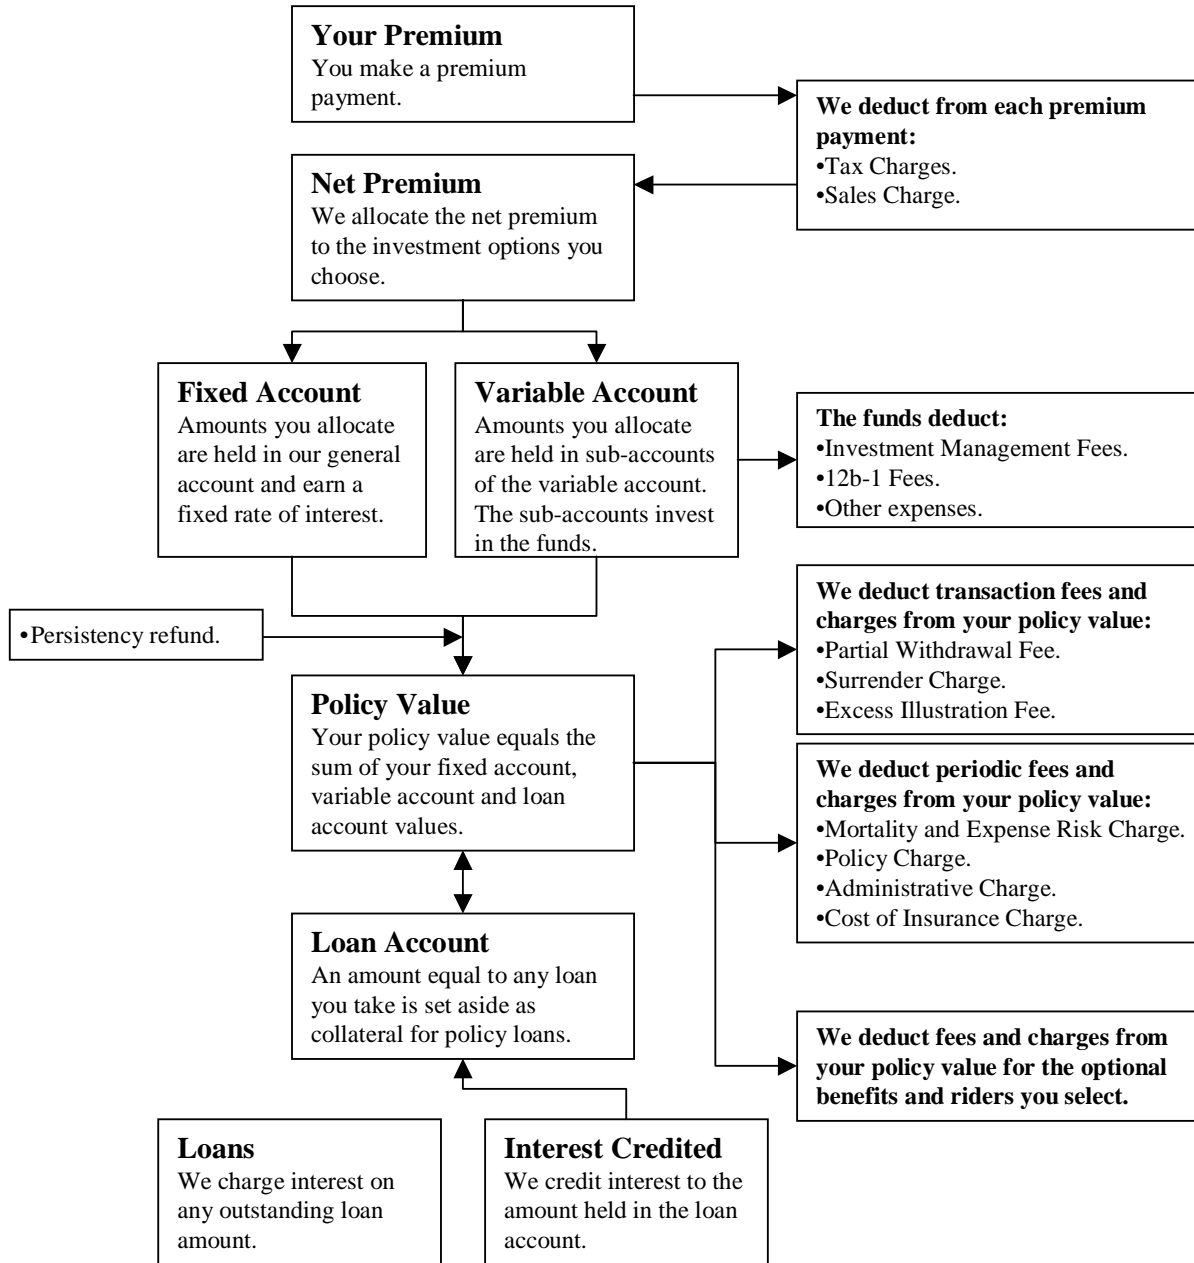 Your Premium
You make a premium
payment.
We deduct from each premium
payment:
•Tax Charges.
•Sales Charge.
Net Premium
We allocate the net premium
to the investment options you
choose.
Fixed Account
Amounts you allocate
are held in our general
account and earn a
fixed rate of interest.
Variable Account
Amounts you allocate
are held in sub-accounts
of the variable account.
The sub-accounts invest
in the funds.
The funds deduct:
•Investment Management Fees.
•12b-1 Fees.
•Other expenses.
•Persistency refund.
We deduct transaction fees and
charges from your policy value:
•Partial Withdrawal Fee.
•Surrender Charge.
•Excess Illustration Fee.
Policy Value
Your policy value equals the
sum of your fixed account,
variable account and loan
account values.
We deduct periodic fees and
charges from your policy value:
•Mortality and Expense Risk Charge.
•Policy Charge.
•Administrative Charge.
•Cost of Insurance Charge.
Loan Account
An amount equal to any loan
you take is set aside as
collateral for policy loans.
We deduct fees and charges from
your policy value for the optional
benefits and riders you select.
Loans
We charge interest on
any outstanding loan
amount.
Interest Credited
We credit interest to the
amount held in the loan
account.